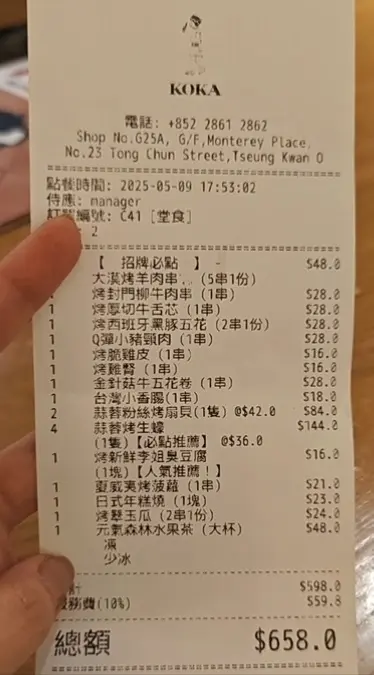 KOKA
電話: +852 2861 2862
Shop No.G25A, G/F,Monterey Place.
No.23 Tong Chun Street,Tseung Kwan O
點餐時間: 2025-05-09 17:53:02
侍應: manager
訂單編號: C41 [堂食]
: 2
【 招牌必點 】 - $48.0
大漠烤羊肉串.. (5串1份)
1 烤封門柳牛肉串 (1串) $28.0
1 烤厚切牛舌芯 (1串) $28.0
1 烤西班牙黑豚五花 (2串1份) $28.0
1 Q彈小豬頸肉 (1串) $28.0
1 烤脆雞皮 (1串) $16.0
1 烤雞腎 (1串) $16.0
1 金針菇牛五花卷 (1串) $28.0
1 台灣小香腸(1串) $18.0
2 蒜蓉粉絲烤扇貝(1隻) @$42.0 $84.0
4 蒜蓉烤生蠔 $144.0
(1隻)【必點推薦】 @$36.0
1 烤新鮮李姐臭豆腐 $16.0
(1塊)【人氣推薦！】
1 夏威夷烤菠蘿 (1串) $21.0
1 日式年糕燒 (1塊) $23.0
1 烤翠玉瓜 (2串1份) $24.0
1 元氣森林水果茶 (大杯) $48.0
凍
少冰
$598.0
服務費(10%) $59.8
總額 $658.0